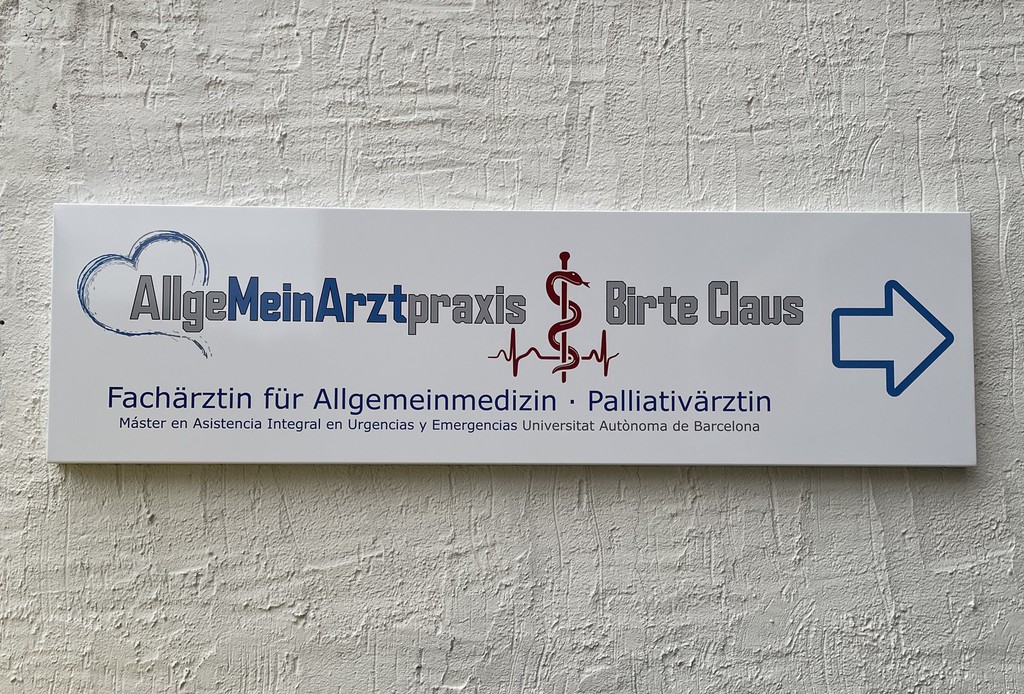 AllgeMeinArztpraxis Birte Claus
Fachärztin für Allgemeinmedizin · Palliativärztin
Máster en Asistencia Integral en Urgencias y Emergencias Universitat Autònoma de Barcelona